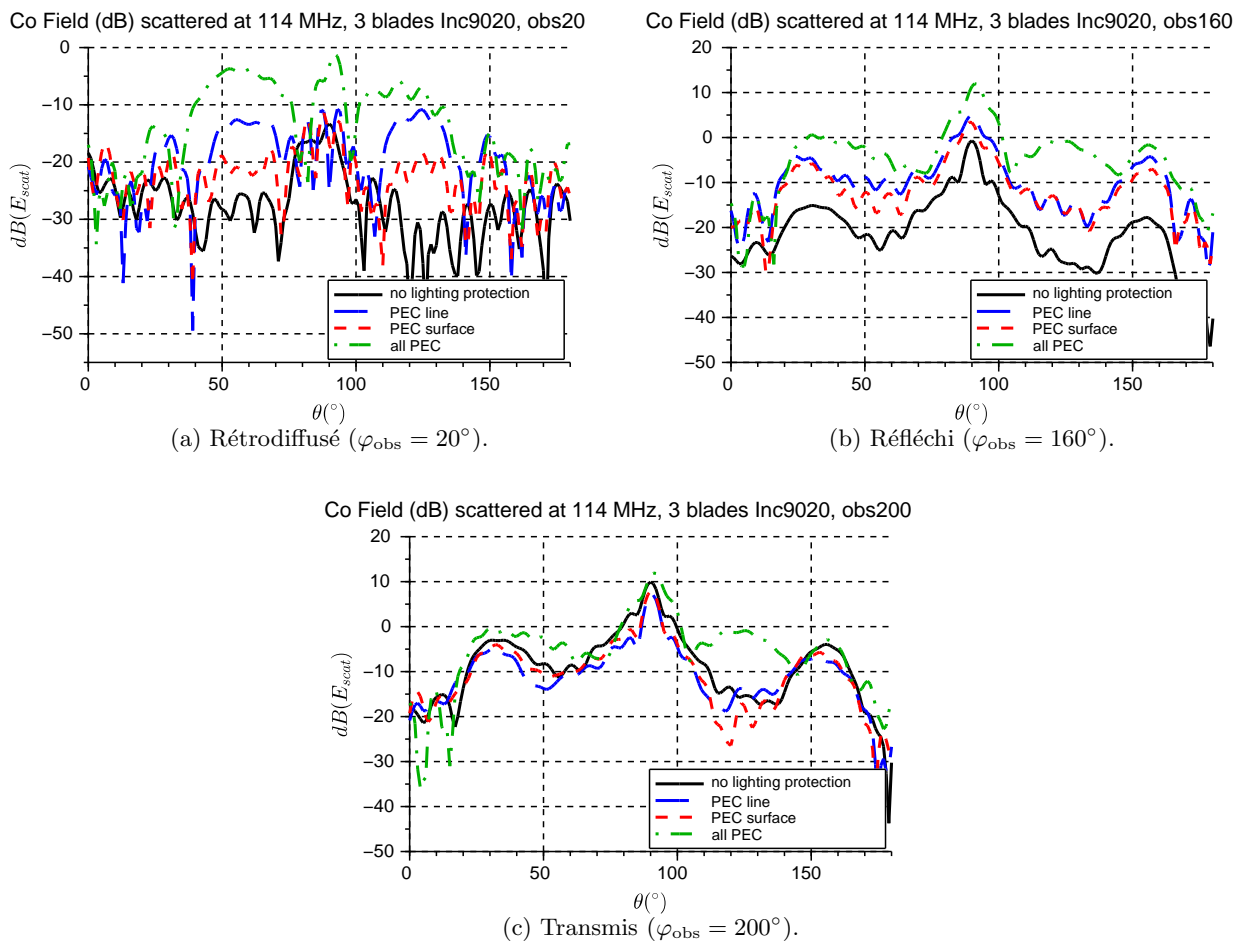 Co Field (dB) scattered at 114 MHz, 3 blades Inc9020, obs20
0
−10
−20
−30
−40
−50
dB(E_scat)
0
50
100
150
θ(°)
no lighting protection
PEC line
PEC surface
all PEC
(a) Rétrodiffusé (φ_obs = 20°).
Co Field (dB) scattered at 114 MHz, 3 blades Inc9020, obs160
20
10
0
−10
−20
−30
−40
−50
dB(E_scat)
0
50
100
150
θ(°)
no lighting protection
PEC line
PEC surface
all PEC
(b) Réfléchi (φ_obs = 160°).
Co Field (dB) scattered at 114 MHz, 3 blades Inc9020, obs200
20
10
0
−10
−20
−30
−40
−50
dB(E_scat)
0
50
100
150
θ(°)
no lighting protection
PEC line
PEC surface
all PEC
(c) Transmis (φ_obs = 200°).